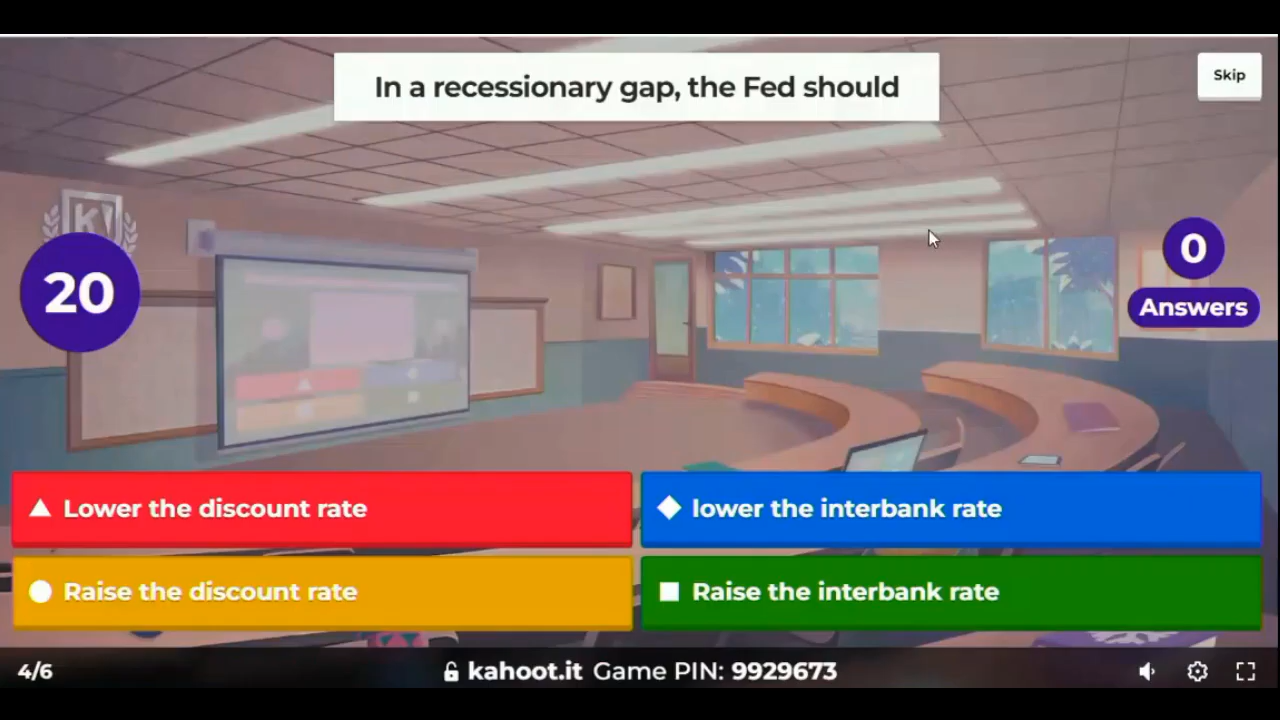 In a recessionary gap, the Fed should
Skip
K!
20
0
Answers
Lower the discount rate
lower the interbank rate
Raise the discount rate
Raise the interbank rate
4/6
kahoot.it Game PIN: 9929673